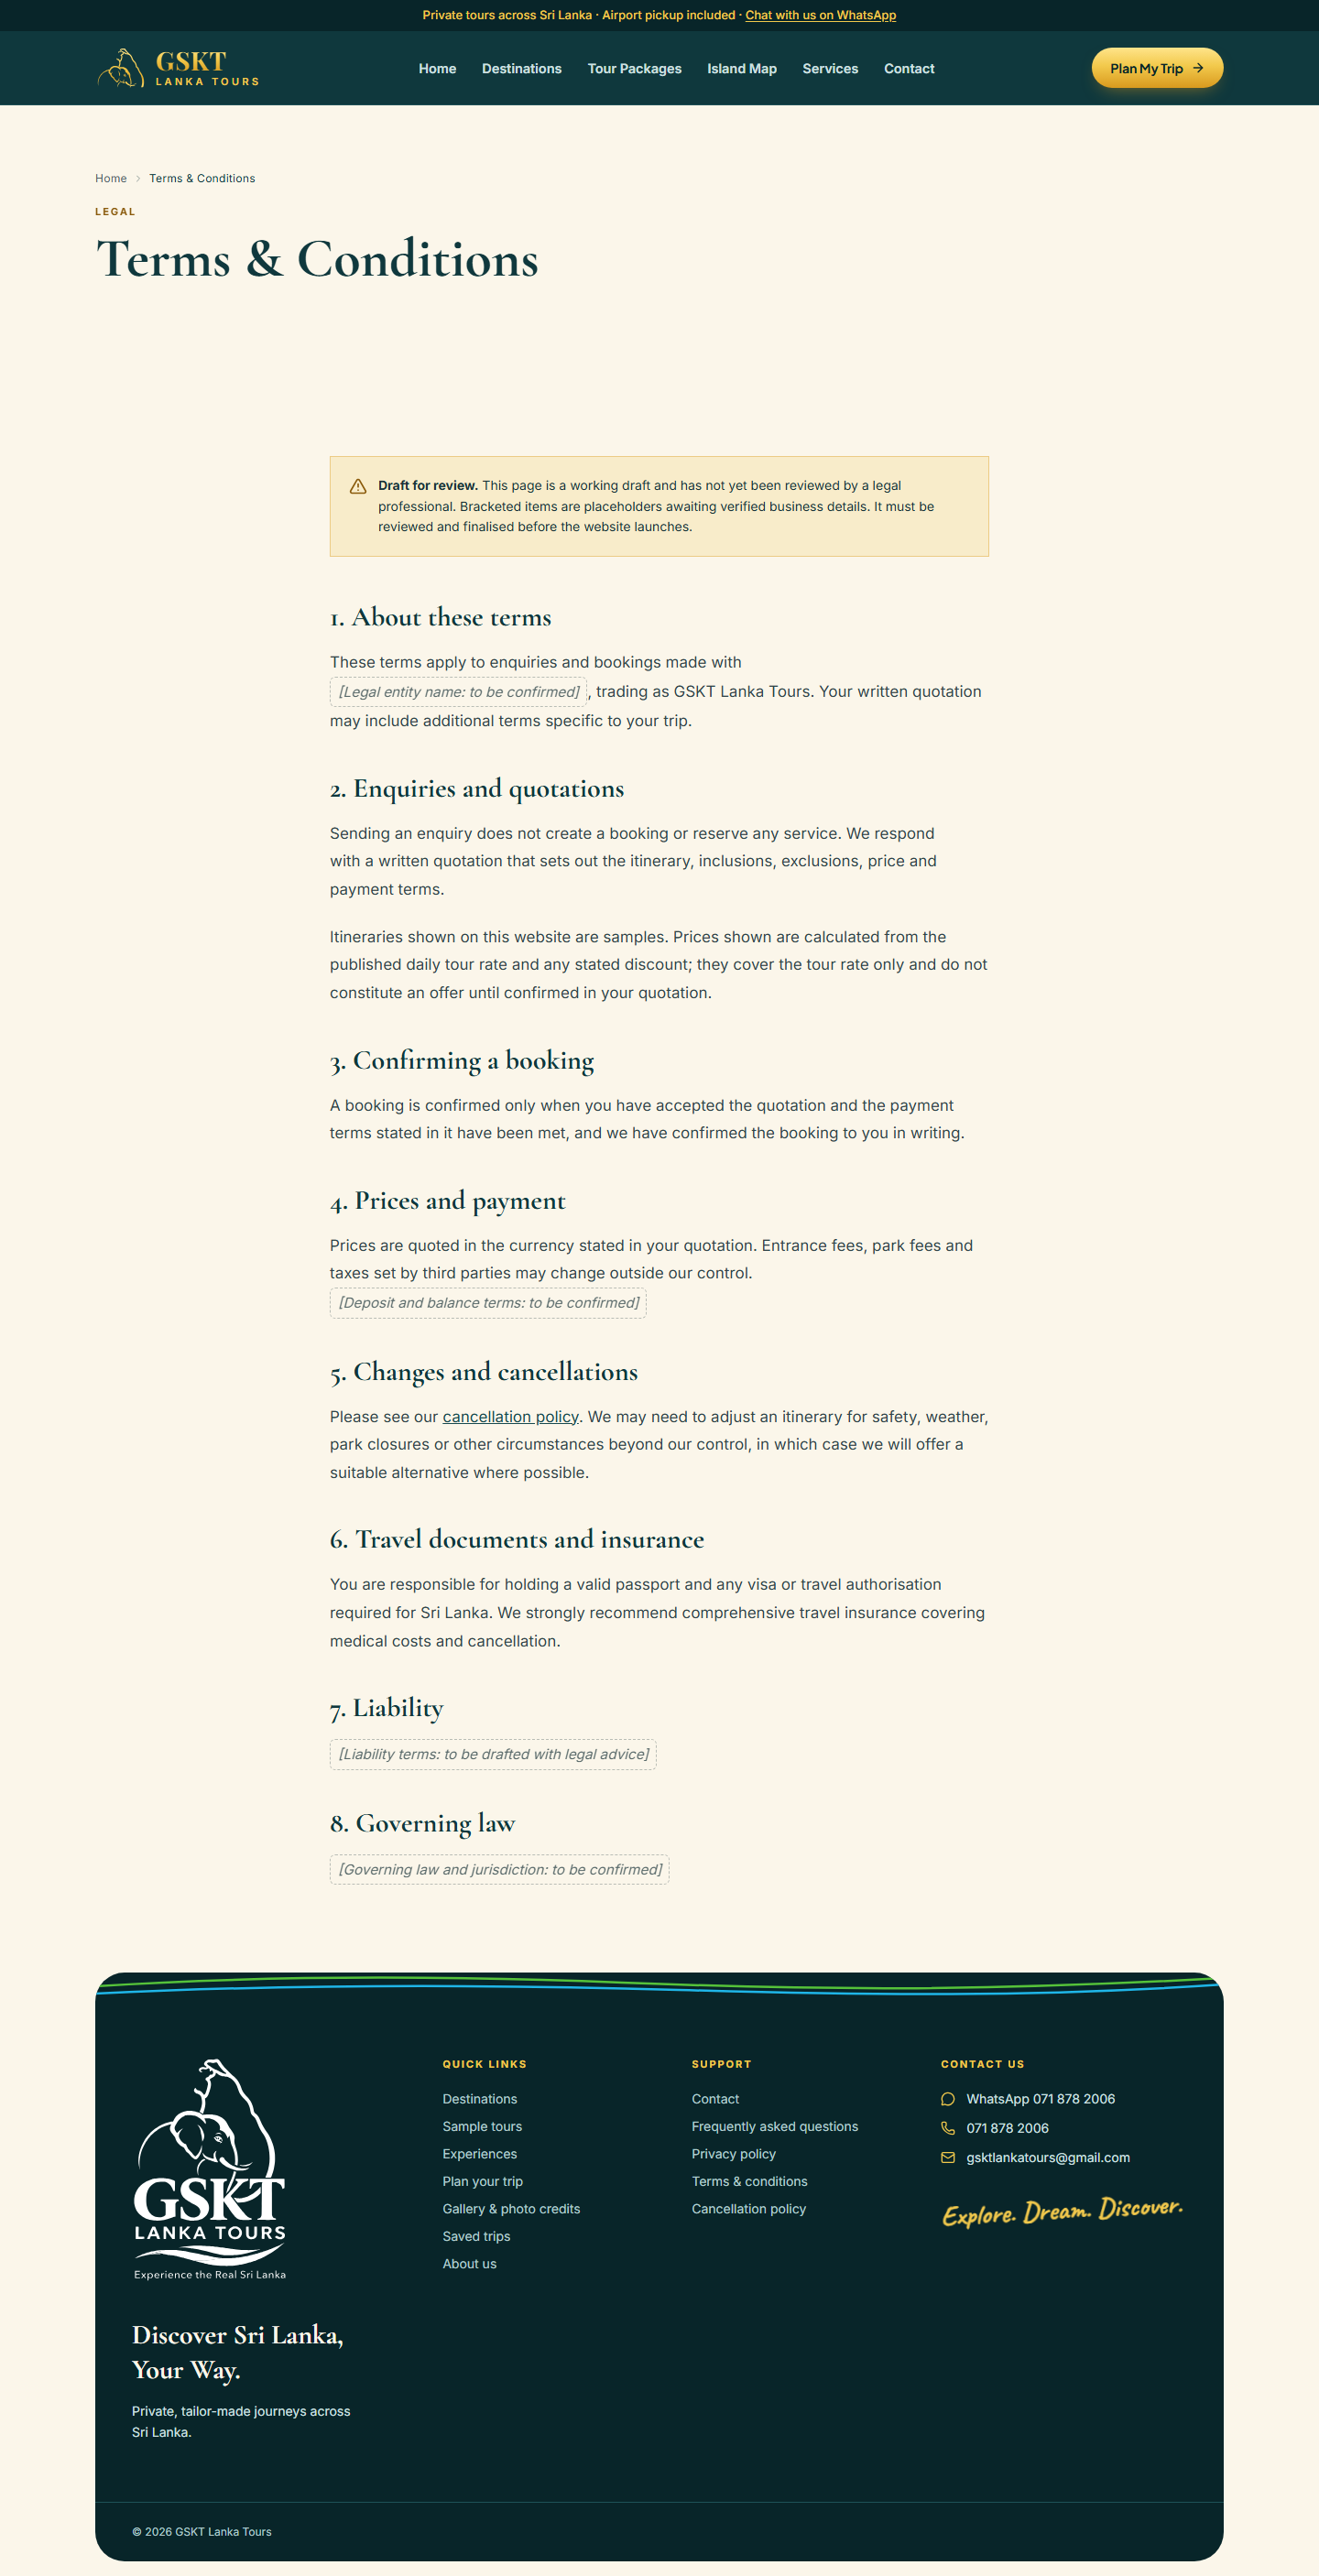 Private tours across Sri Lanka · Airport pickup included · Chat with us on WhatsApp
GSKT
LANKA TOURS
Home
Destinations
Tour Packages
Island Map
Services
Contact
Plan My Trip
Home > Terms & Conditions
LEGAL
Terms & Conditions
Draft for review. This page is a working draft and has not yet been reviewed by a legal
professional. Bracketed items are placeholders awaiting verified business details. It must be
reviewed and finalised before the website launches.
1. About these terms
These terms apply to enquiries and bookings made with
[Legal entity name: to be confirmed], trading as GSKT Lanka Tours. Your written quotation
may include additional terms specific to your trip.
2. Enquiries and quotations
Sending an enquiry does not create a booking or reserve any service. We respond
with a written quotation that sets out the itinerary, inclusions, exclusions, price and
payment terms.
Itineraries shown on this website are samples. Prices shown are calculated from the
published daily tour rate and any stated discount; they cover the tour rate only and do not
constitute an offer until confirmed in your quotation.
3. Confirming a booking
A booking is confirmed only when you have accepted the quotation and the payment
terms stated in it have been met, and we have confirmed the booking to you in writing.
4. Prices and payment
Prices are quoted in the currency stated in your quotation. Entrance fees, park fees and
taxes set by third parties may change outside our control.
[Deposit and balance terms: to be confirmed]
5. Changes and cancellations
Please see our cancellation policy. We may need to adjust an itinerary for safety, weather,
park closures or other circumstances beyond our control, in which case we will offer a
suitable alternative where possible.
6. Travel documents and insurance
You are responsible for holding a valid passport and any visa or travel authorisation
required for Sri Lanka. We strongly recommend comprehensive travel insurance covering
medical costs and cancellation.
7. Liability
[Liability terms: to be drafted with legal advice]
8. Governing law
[Governing law and jurisdiction: to be confirmed]
GSKT
LANKA TOURS
Experience the Real Sri Lanka
Discover Sri Lanka,
Your Way.
Private, tailor-made journeys across
Sri Lanka.
QUICK LINKS
Destinations
Sample tours
Experiences
Plan your trip
Gallery & photo credits
Saved trips
About us
SUPPORT
Contact
Frequently asked questions
Privacy policy
Terms & conditions
Cancellation policy
CONTACT US
WhatsApp 071 878 2006
071 878 2006
gsktlankatours@gmail.com
Explore. Dream. Discover.
© 2026 GSKT Lanka Tours